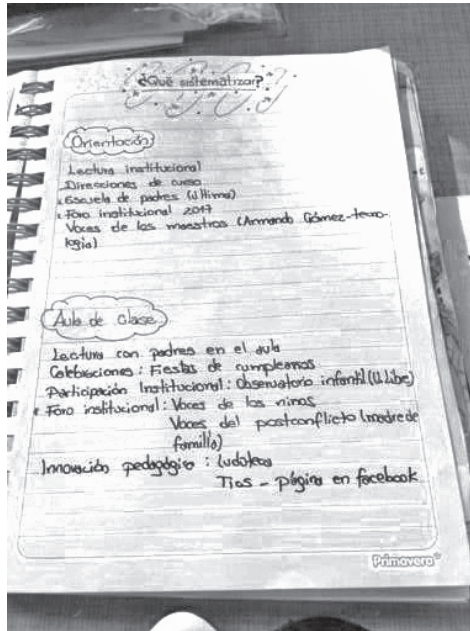 ¿Qué sistematizar?
Orientación
Lectura institucional
Direcciones de curso
Escuela de padres (última)
Foro institucional 2017
Voces de los maestros (Armando Gómez-tecno-
logía)
Aula de clase
Lectura con padres en el aula
Celebraciones: Fiestas de cumpleaños
Participación Institucional: Observatorio infantil (U. Libe)
Foro institucional: Voces de los niños
Voces del postconflicto (madre de
familia)
Innovación pedagógica: Ludoteca
Tics - página en facebook
Primavera